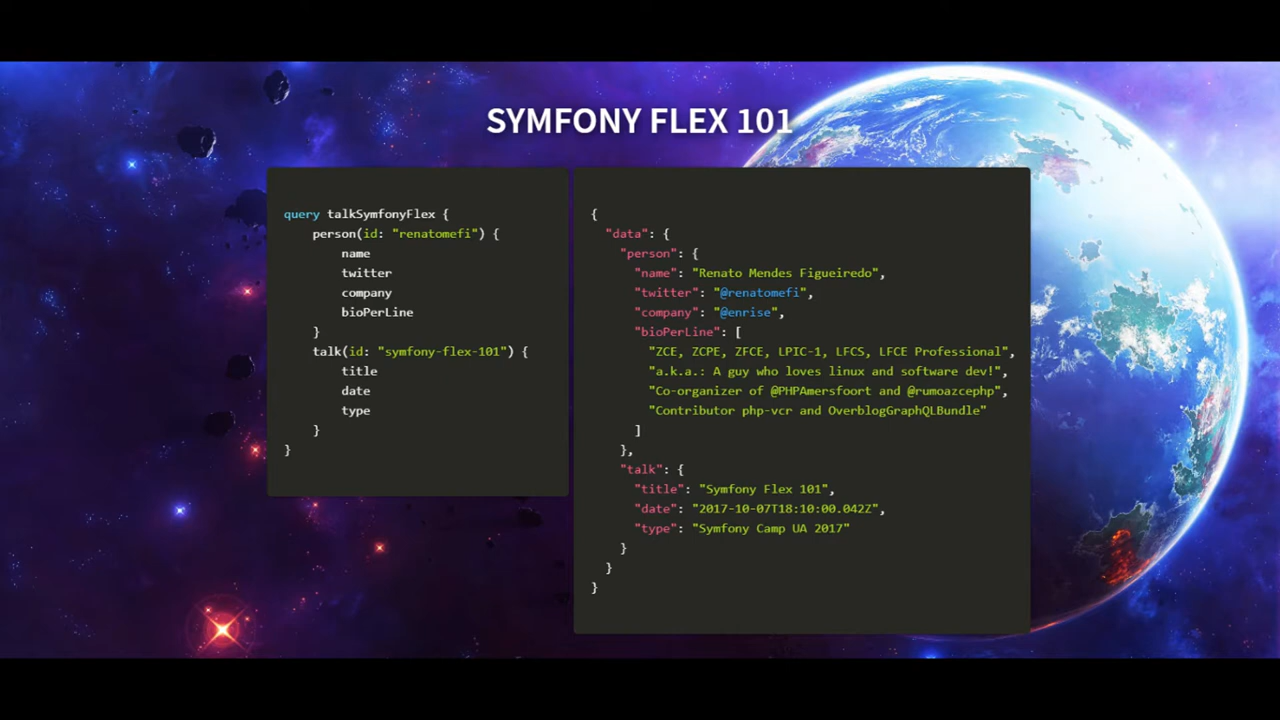 SYMFONY FLEX 101
query talkSymfonyFlex {
    person(id: "renatomefi") {
        name
        twitter
        company
        bioPerLine
    }
    talk(id: "symfony-flex-101") {
        title
        date
        type
    }
}
{
  "data": {
    "person": {
      "name": "Renato Mendes Figueiredo",
      "twitter": "@renatomefi",
      "company": "@enrise",
      "bioPerLine": [
        "ZCE, ZCPE, ZFCE, LPIC-1, LFCS, LFCE Professional",
        "a.k.a.: A guy who loves linux and software dev!",
        "Co-organizer of @PHPAmersfoort and @rumoazcephp",
        "Contributor php-vcr and OverblogGraphQLBundle"
      ]
    },
    "talk": {
      "title": "Symfony Flex 101",
      "date": "2017-10-07T18:10:00.042Z",
      "type": "Symfony Camp UA 2017"
    }
  }
}